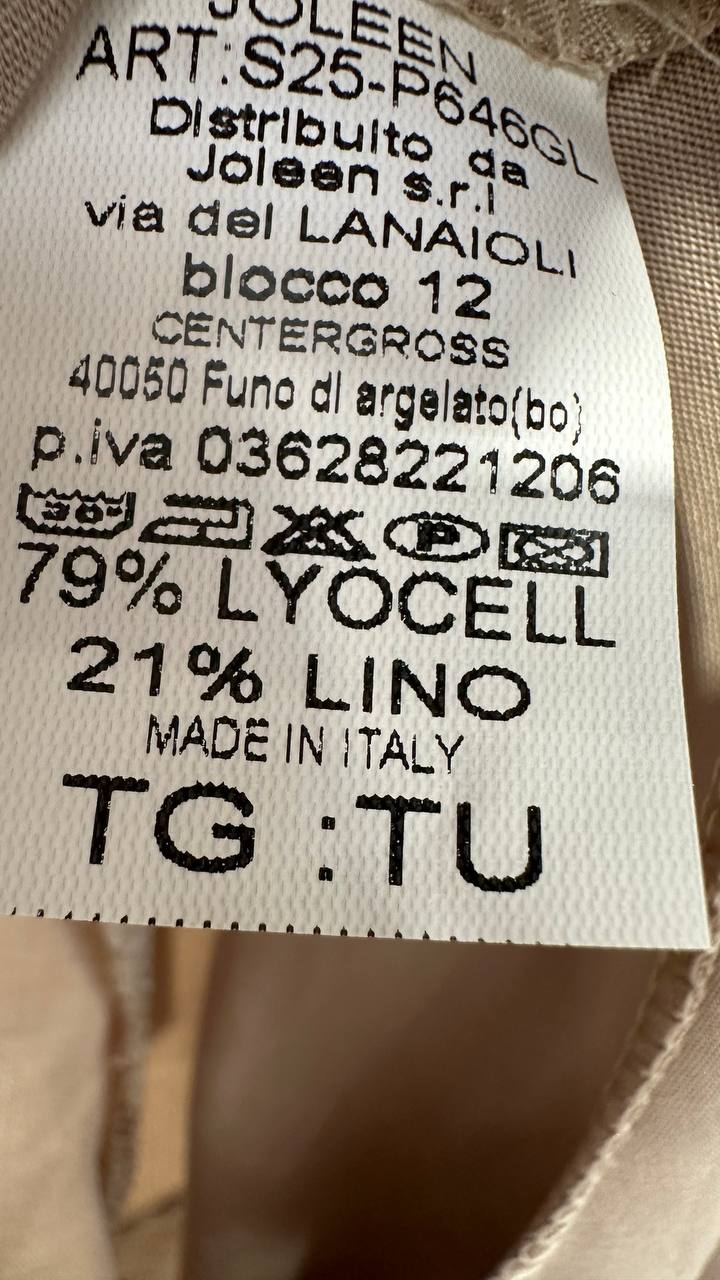 JOLEEN
ART:S25-P646GL
Distribuito da
Joleen s.r.l
via del LANAIOLI
blocco 12
CENTERGROSS
40050 Funo di argelato(bo)
p.iva 03628221206
30° P
79% LYOCELL
21% LINO
MADE IN ITALY
TG :TU